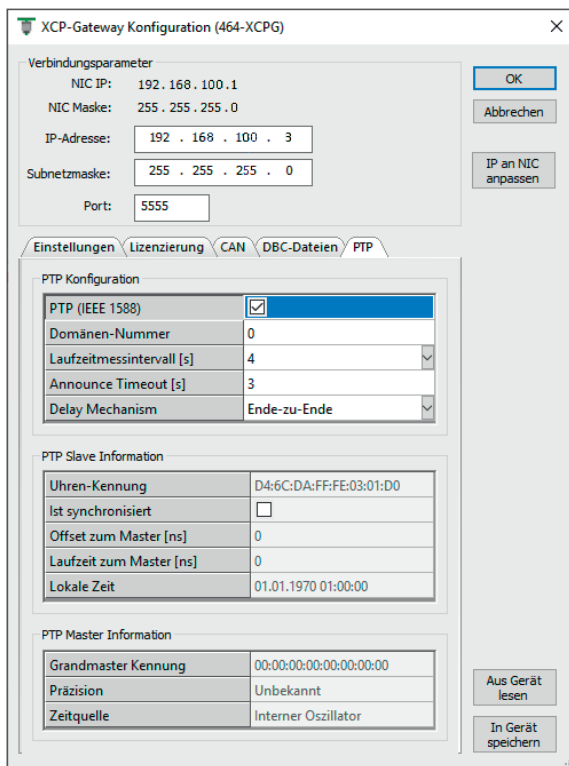 XCP-Gateway Konfiguration (464-XCPG)
Verbindungsparameter
NIC IP: 192.168.100.1
NIC Maske: 255.255.255.0
IP-Adresse: 192 . 168 . 100 . 3
Subnetzmaske: 255 . 255 . 255 . 0
Port: 5555
OK
Abbrechen
IP an NIC
anpassen
Einstellungen Lizenzierung CAN DBC-Dateien PTP
PTP Konfiguration
PTP (IEEE 1588)
Domänen-Nummer 0
Laufzeitmessintervall [s] 4
Announce Timeout [s] 3
Delay Mechanism Ende-zu-Ende
PTP Slave Information
Uhren-Kennung D4:6C:DA:FF:FE:03:01:D0
Ist synchronisiert
Offset zum Master [ns] 0
Laufzeit zum Master [ns] 0
Lokale Zeit 01.01.1970 01:00:00
PTP Master Information
Grandmaster Kennung 00:00:00:00:00:00:00:00
Präzision Unbekannt
Zeitquelle Interner Oszillator
Aus Gerät
lesen
In Gerät
speichern